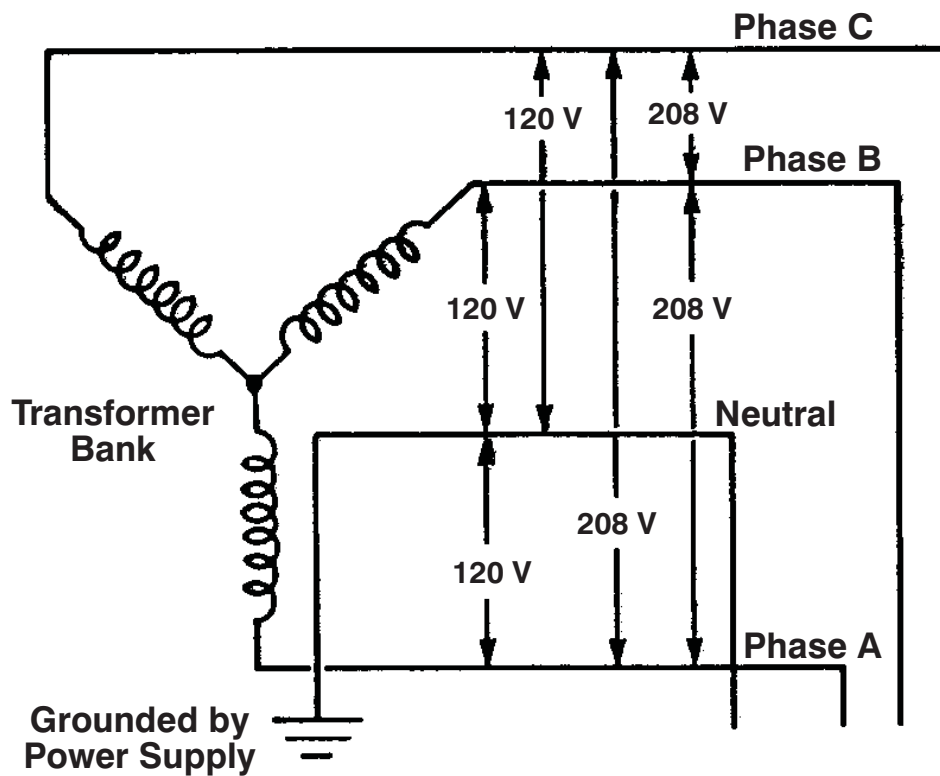 Phase C
120 V
208 V
Phase B
120 V
208 V
Transformer
Bank
Neutral
208 V
120 V
Phase A
Grounded by
Power Supply